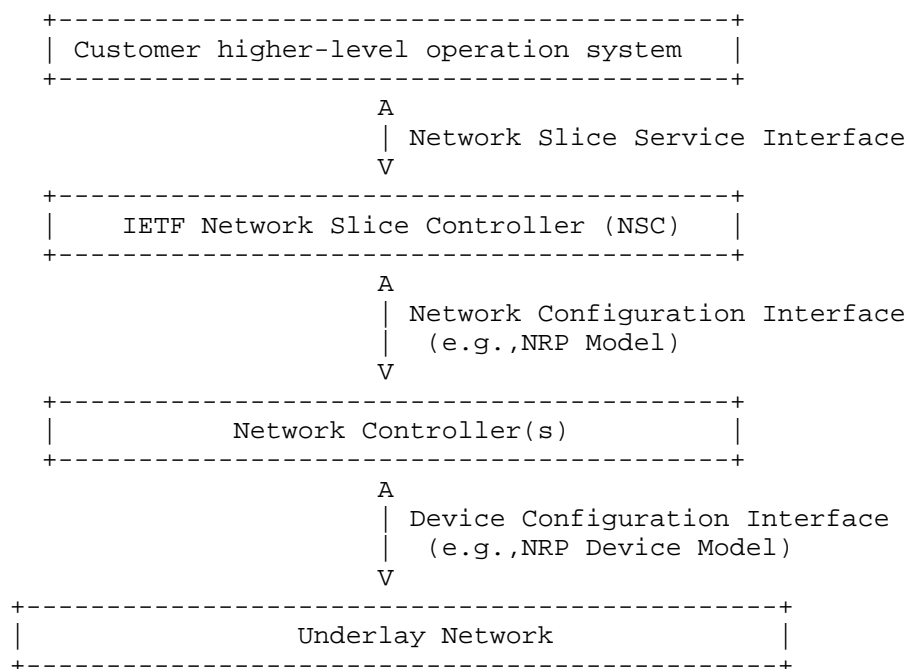 Customer higher-level operation system
A
Network Slice Service Interface
V
IETF Network Slice Controller (NSC)
A
Network Configuration Interface
(e.g.,NRP Model)
V
Network Controller(s)
A
Device Configuration Interface
(e.g.,NRP Device Model)
V
Underlay Network